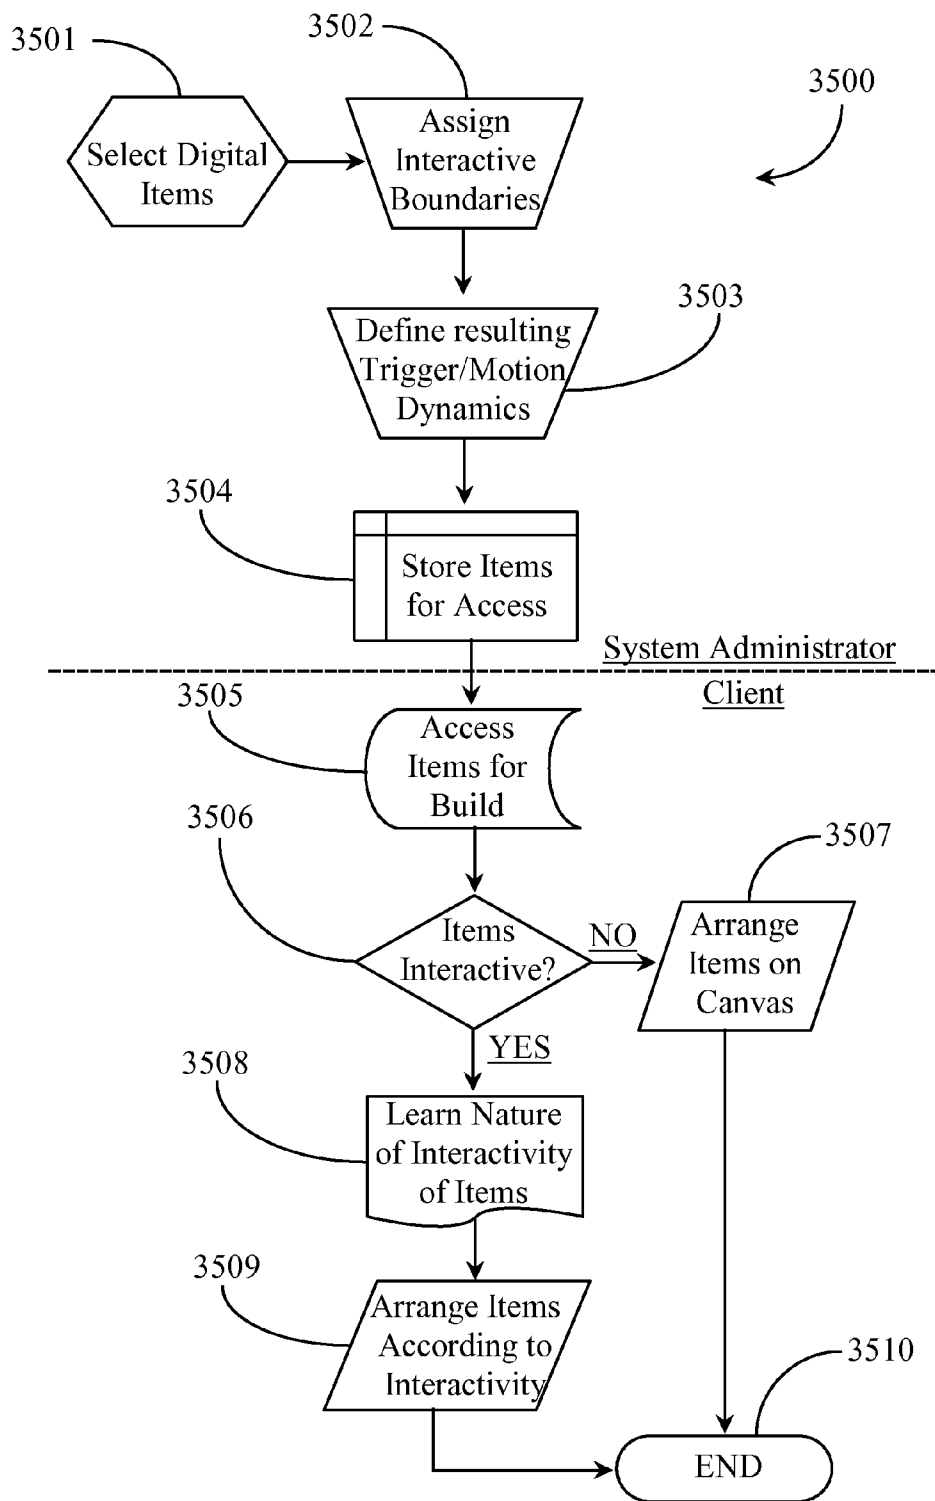 3501
3502
3500
Select Digital
Items
Assign
Interactive
Boundaries
3503
Define resulting
Trigger/Motion
Dynamics
3504
Store Items
for Access
System Administrator
Client
3505
Access
Items for
Build
3506
3507
Items
Interactive?
NO
Arrange
Items on
Canvas
YES
3508
Learn Nature
of Interactivity
of Items
3509
Arrange Items
According to
Interactivity
3510
END